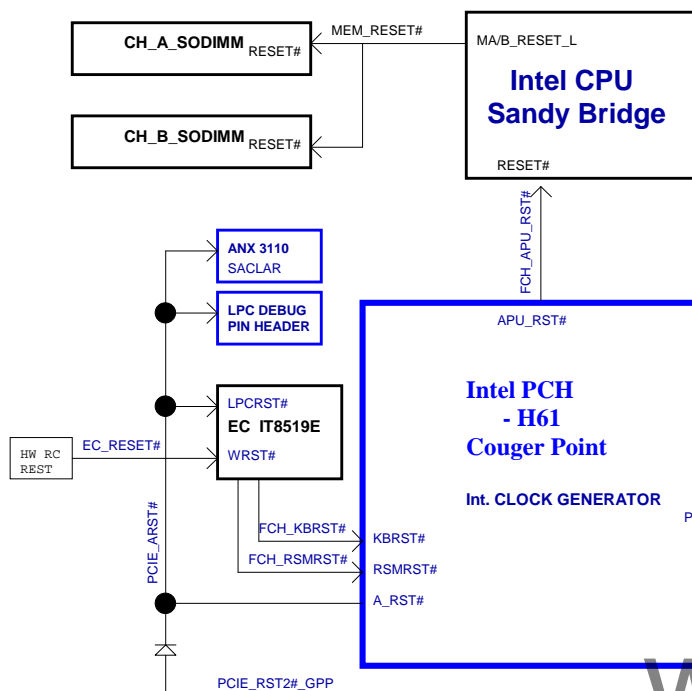 CH_A_SODIMM
RESET#
MEM_RESET#
MA/B_RESET_L
Intel CPU
Sandy Bridge
CH_B_SODIMM
RESET#
RESET#
FCH_APU_RST#
ANX 3110
SACLAR
LPC DEBUG
PIN HEADER
APU_RST#
Intel PCH
- H61
Couger Point
LPCRST#
EC IT8519E
WRST#
HW RC
REST
EC_RESET#
Int. CLOCK GENERATOR
P
FCH_KBRST#
KBRST#
FCH_RSMRST#
RSMRST#
PCIE_ARST#
A_RST#
PCIE_RST2#_GPP